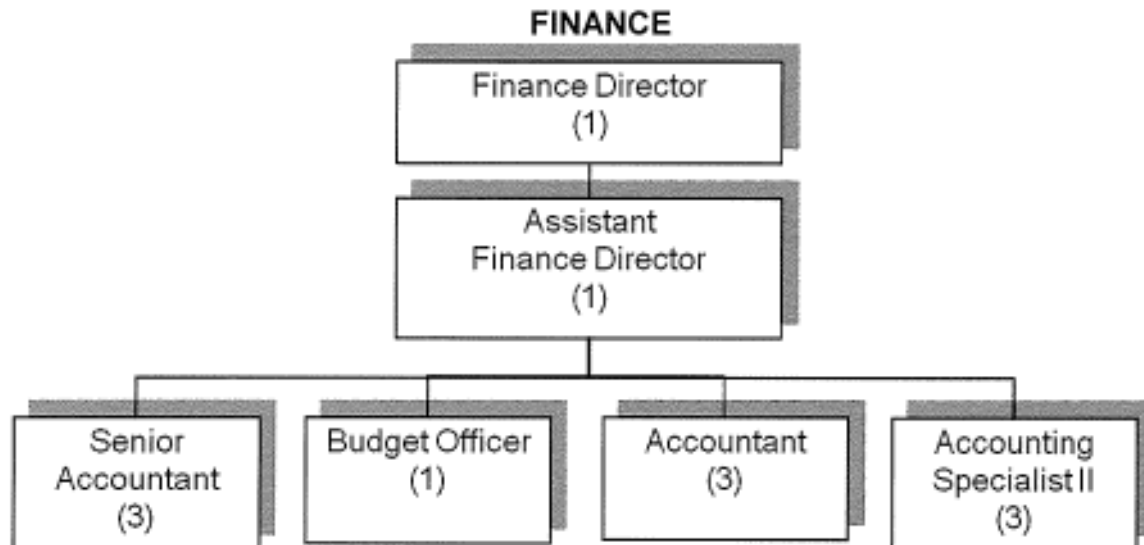 FINANCE
Finance Director
(1)
Assistant
Finance Director
(1)
Senior
Accountant
(3)
Budget Officer
(1)
Accountant
(3)
Accounting
Specialist II
(3)